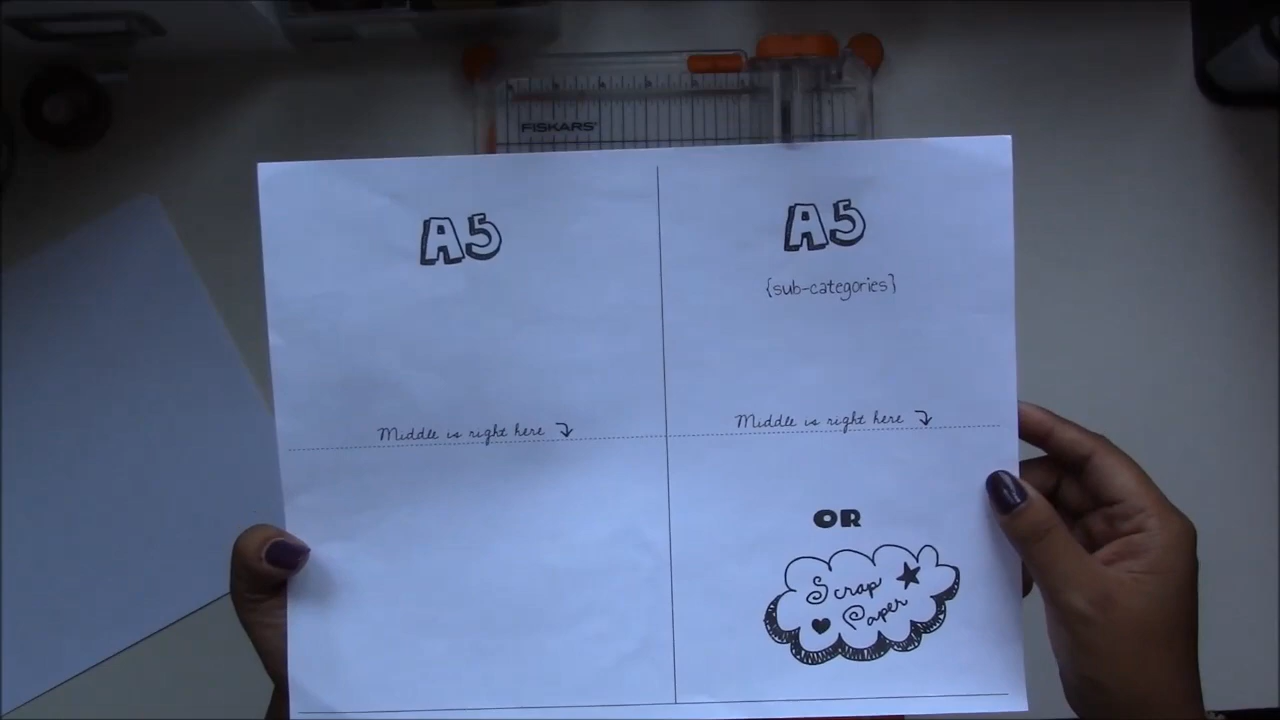 FISKARS
A5
A5
{sub-categories}
Middle is right here
Middle is right here
OR
Scrap
Paper